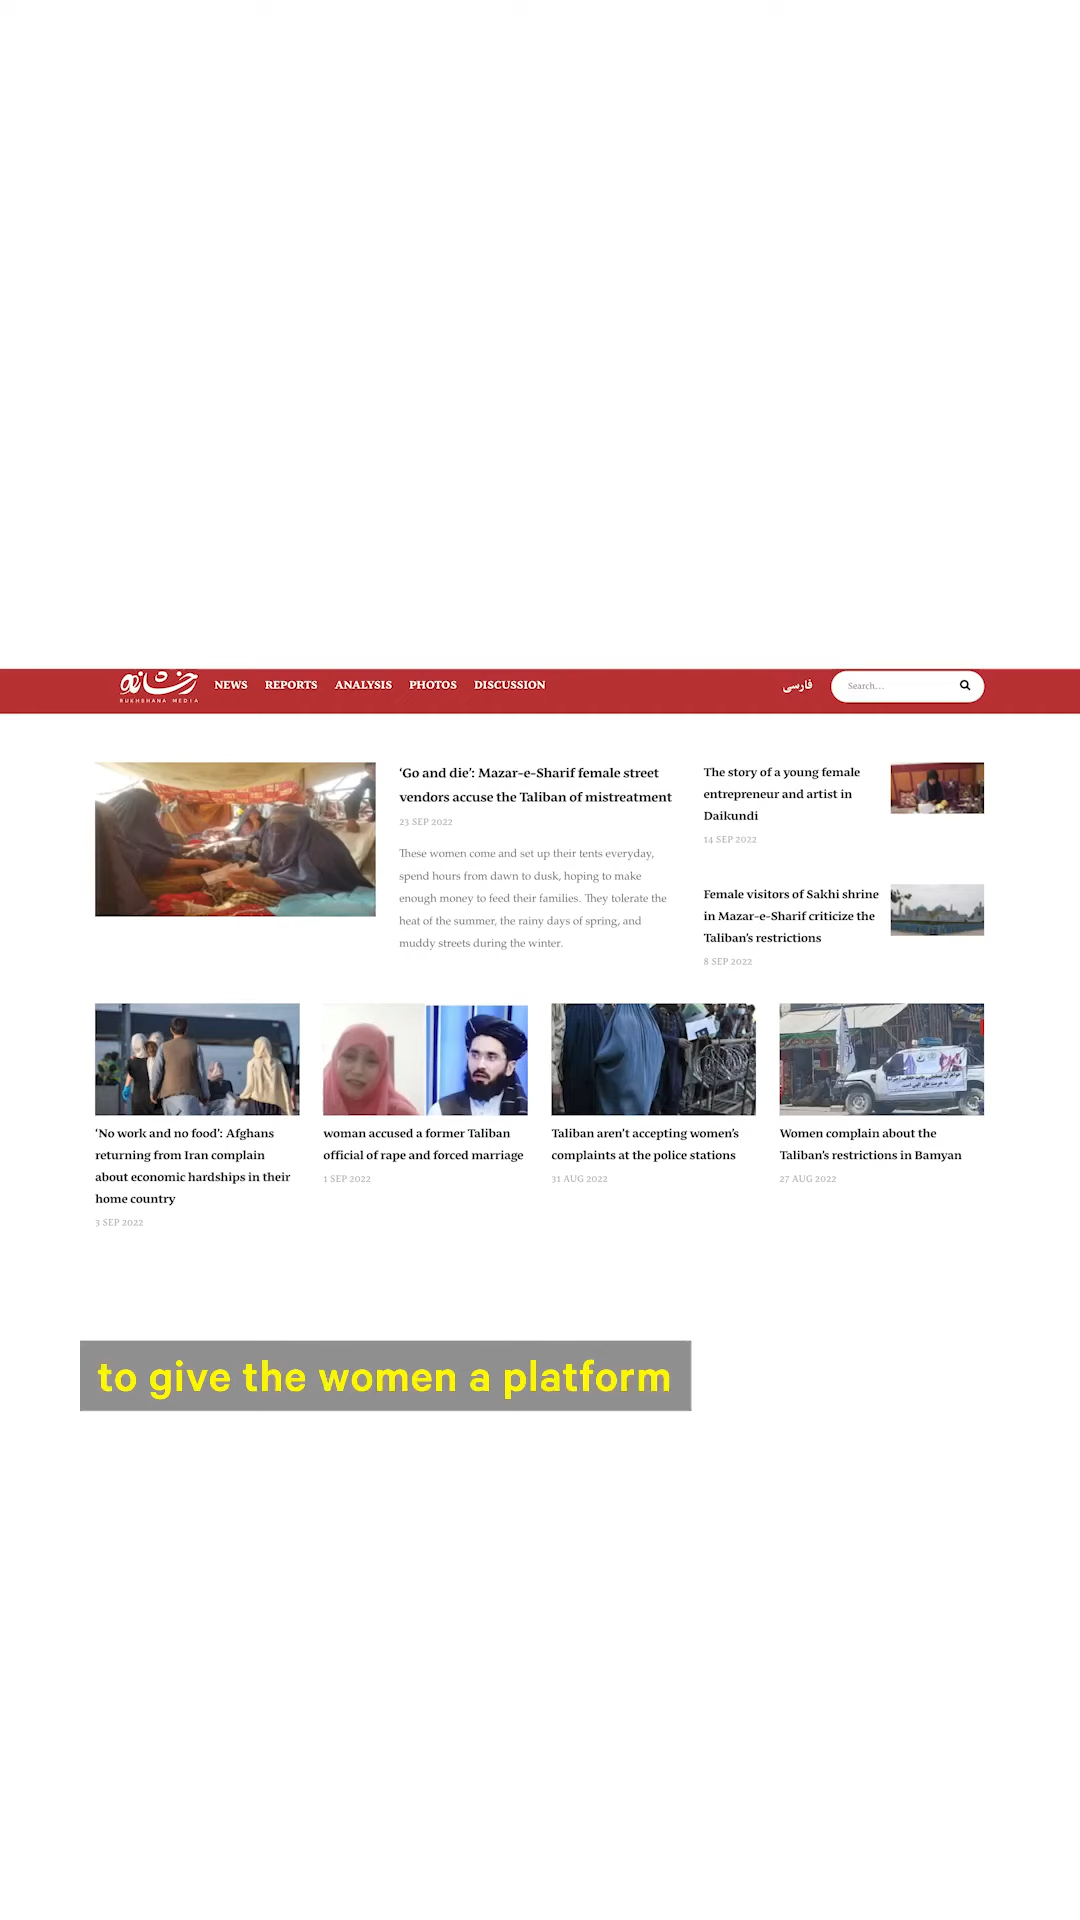 رخشانه
RUKHSHANA MEDIA
NEWS REPORTS ANALYSIS PHOTOS DISCUSSION
فارسی
Search...
‘Go and die’: Mazar-e-Sharif female street
vendors accuse the Taliban of mistreatment
23 SEP 2022
These women come and set up their tents everyday,
spend hours from dawn to dusk, hoping to make
enough money to feed their families. They tolerate the
heat of the summer, the rainy days of spring, and
muddy streets during the winter.
The story of a young female
entrepreneur and artist in
Daikundi
14 SEP 2022
Female visitors of Sakhi shrine
in Mazar-e-Sharif criticize the
Taliban’s restrictions
8 SEP 2022
‘No work and no food’: Afghans
returning from Iran complain
about economic hardships in their
home country
3 SEP 2022
woman accused a former Taliban
official of rape and forced marriage
1 SEP 2022
Taliban aren’t accepting women’s
complaints at the police stations
31 AUG 2022
Women complain about the
Taliban’s restrictions in Bamyan
27 AUG 2022
to give the women a platform